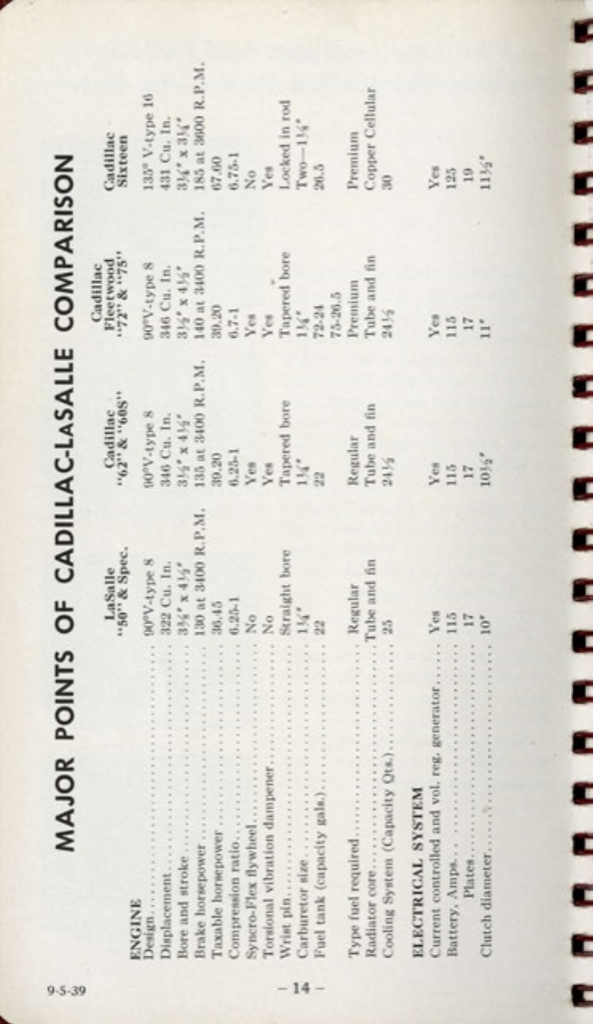 MAJOR POINTS OF CADILLAC-LaSALLE COMPARISON
Cadillac
LaSalle Cadillac Fleetwood Cadillac
"50" & Spec. "62" & "60S" "72" & "75" Sixteen
ENGINE
Design 90°V-type 8 90°V-type 8 90°V-type 8 135° V-type 16
Displacement 322 Cu. In. 346 Cu. In. 346 Cu. In. 431 Cu. In.
Bore and stroke 3⅜" x 4½" 3½" x 4½" 3½" x 4½" 3¼" x 3¼"
Brake horsepower 130 at 3400 R.P.M. 135 at 3400 R.P.M. 140 at 3400 R.P.M. 185 at 3600 R.P.M.
Taxable horsepower 36.45 39.20 39.20 67.60
Compression ratio 6.25-1 6.25-1 6.7-1 6.75-1
Syncro-Flex flywheel No Yes Yes No
Torsional vibration dampener No Yes Yes Yes
Wrist pin Straight bore Tapered bore Tapered bore Locked in rod
Carburetor size 1¼" 1¼" 1¼" Two—1¼"
Fuel tank (capacity gals.) 22 22 72-24 26.5
75-26.5
Type fuel required Regular Regular Premium Premium
Radiator core Tube and fin Tube and fin Tube and fin Copper Cellular
Cooling System (Capacity Qts.) 25 24½ 24½ 30
ELECTRICAL SYSTEM
Current controlled and vol. reg. generator Yes Yes Yes Yes
Battery, Amps. 115 115 115 125
Plates 17 17 17 19
Clutch diameter 10" 10½" 11" 11½"
9-5-39
– 14 –